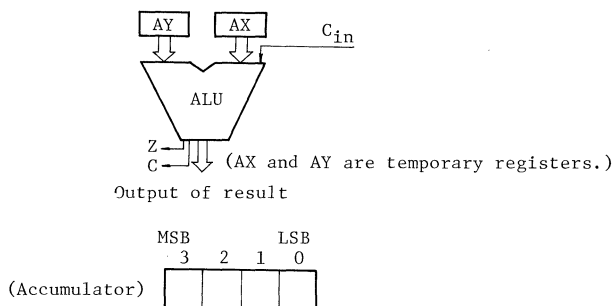 AY AX C_in
ALU
Z
C (AX and AY are temporary registers.)
Output of result
MSB LSB
3 2 1 0
(Accumulator)